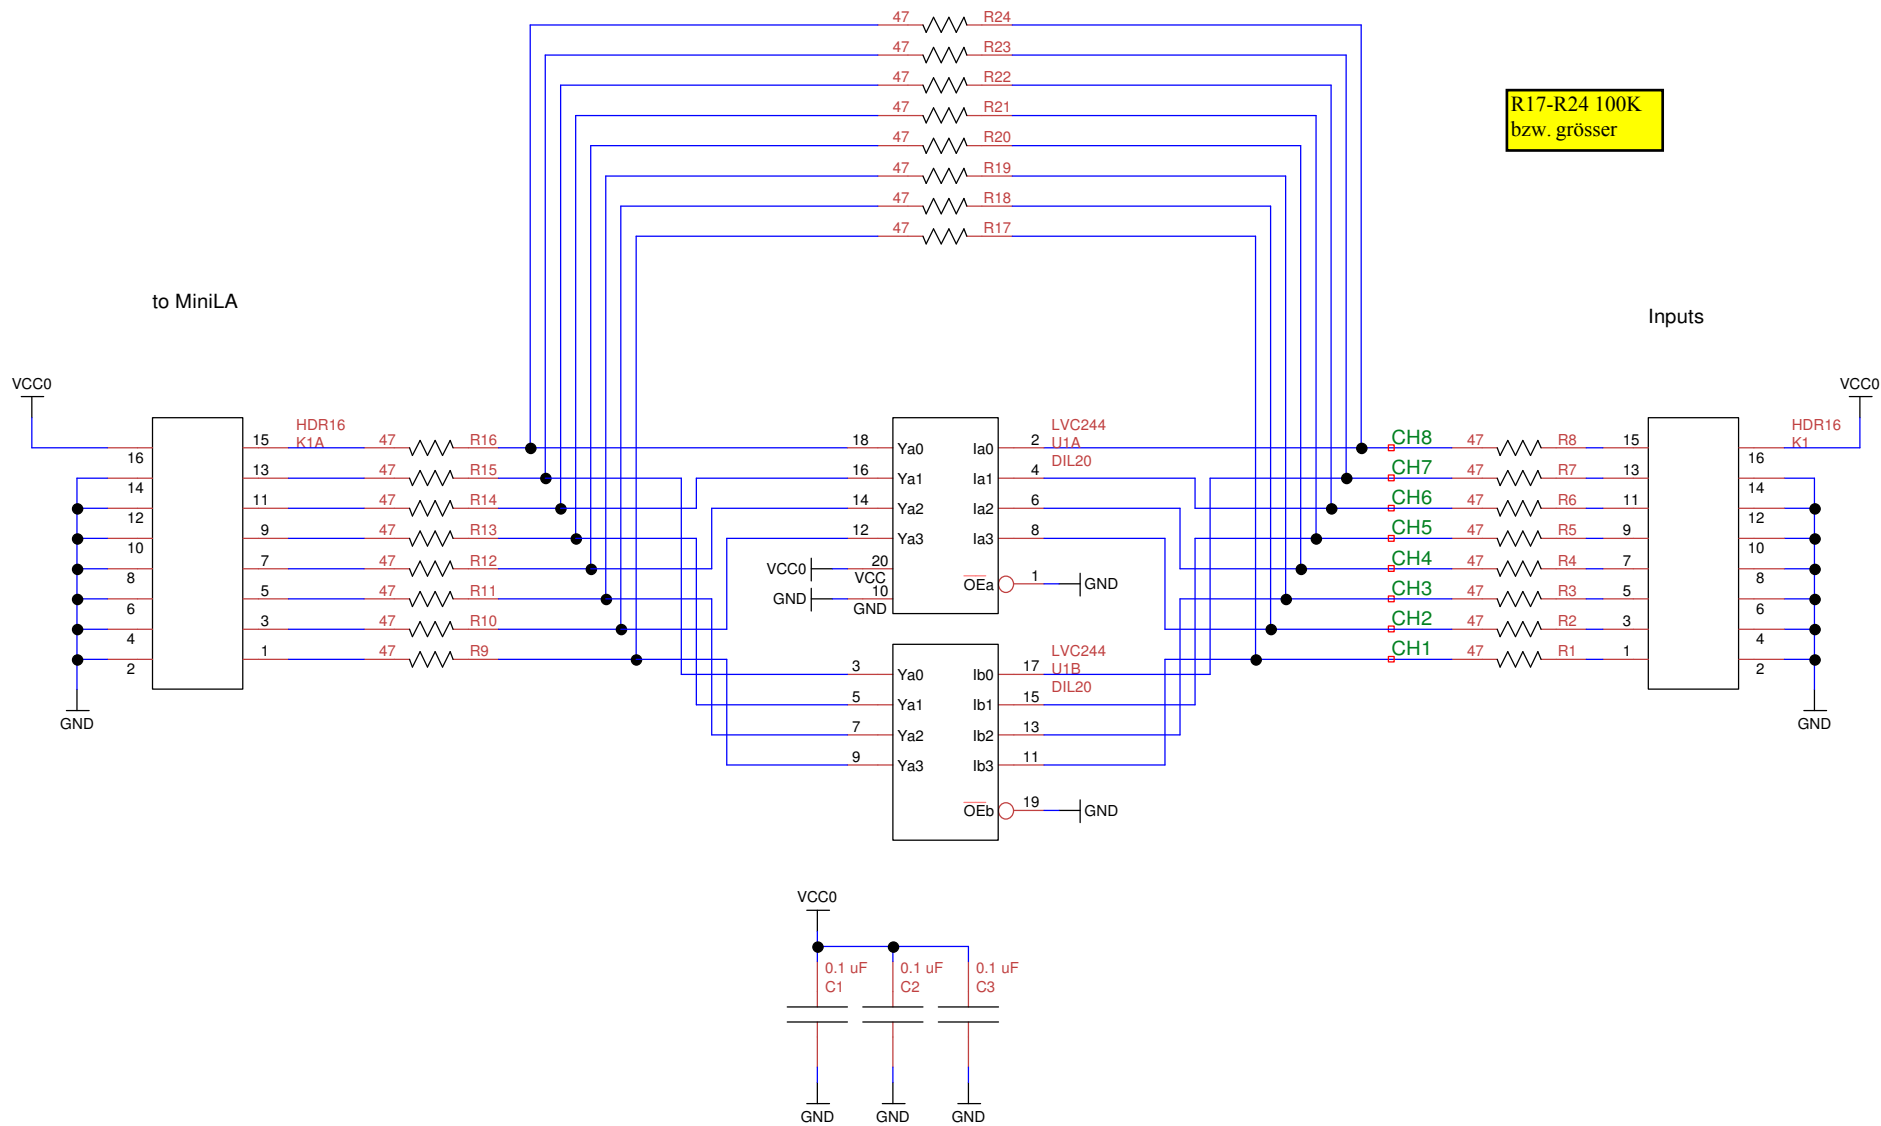 47 R24
47 R23
47 R22
47 R21
47 R20
47 R19
47 R18
47 R17
R17-R24 100K
bzw. grösser
to MiniLA
Inputs
VCC0
VCC0
HDR16
K1A
16
14
12
10
8
6
4
2
GND
15 47 R16
13 47 R15
11 47 R14
9 47 R13
7 47 R12
5 47 R11
3 47 R10
1 47 R9
LVC244
U1A
DIL20
18 Ya0 Ia0 2
16 Ya1 Ia1 4
14 Ya2 Ia2 6
12 Ya3 Ia3 8
VCC0 20
VCC
GND 10
GND
OEa 1 GND
LVC244
U1B
DIL20
3 Ya0 Ib0 17
5 Ya1 Ib1 15
7 Ya2 Ib2 13
9 Ya3 Ib3 11
OEb 19 GND
CH8 47 R8 15
CH7 47 R7 13
CH6 47 R6 11
CH5 47 R5 9
CH4 47 R4 7
CH3 47 R3 5
CH2 47 R2 3
CH1 47 R1 1
HDR16
K1
16
14
12
10
8
6
4
2
GND
VCC0
0.1 uF
C1
0.1 uF
C2
0.1 uF
C3
GND
GND
GND